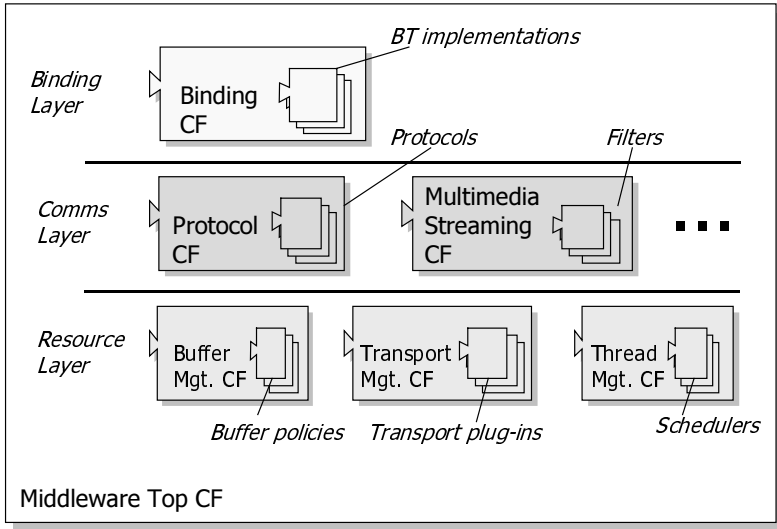 BT implementations
Binding
Layer
Binding
CF
Protocols
Filters
Comms
Layer
Protocol
CF
Multimedia
Streaming
CF
Resource
Layer
Buffer
Mgt. CF
Transport
Mgt. CF
Thread
Mgt. CF
Buffer policies
Transport plug-ins
Schedulers
Middleware Top CF